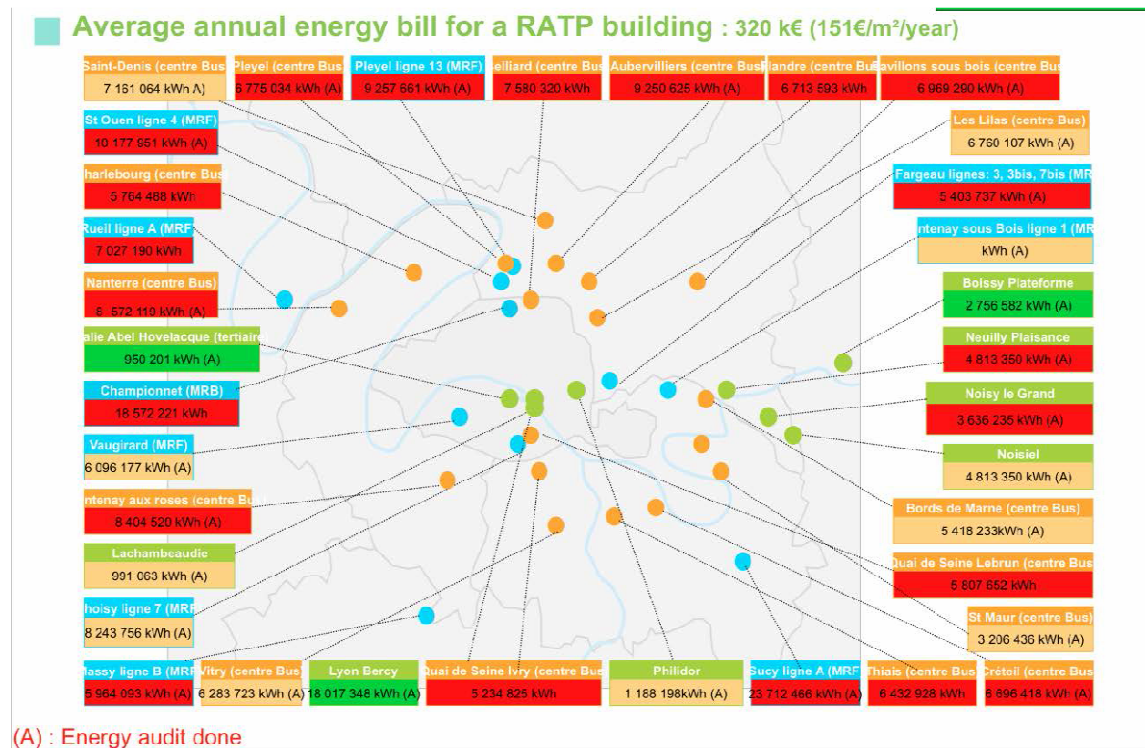 Average annual energy bill for a RATP building : 320 k€ (151€/m²/year)
Saint-Denis (centre Bus)
7 161 064 kWh A)
Pleyel (centre Bus)
6 775 034 kWh (A)
Pleyel ligne 13 (MRF)
9 257 661 kWh (A)
elliard (centre Bus
7 580 320 kWh
Aubervilliers (centre Bus)
9 250 625 kWh (A)
landre (centre Bus
6 713 593 kWh
avillons sous bois (centre Bus)
6 969 290 kWh (A)
St Ouen ligne 4 (MRF)
10 177 951 kWh (A)
Les Lilas (centre Bus)
6 760 107 kWh (A)
harlebourg (centre Bus)
5 764 488 kWh
Fargeau lignes: 3, 3bis, 7bis (MR
5 403 737 kWh (A)
Rueil ligne A (MRF)
7 027 190 kWh
ntenay sous Bois ligne 1 (MR
kWh (A)
Nanterre (centre Bus)
8 572 119 kWh (A)
Boissy Plateforme
2 756 582 kWh (A)
alie Abel Hovelacque (tertiaire
950 201 kWh (A)
Neuilly Plaisance
4 813 350 kWh (A)
Championnet (MRB)
18 572 221 kWh
Noisy le Grand
3 636 235 kWh (A)
Vaugirard (MRF)
6 096 177 kWh (A)
Noisiel
4 813 350 kWh (A)
ntenay aux roses (centre Bus)
8 404 520 kWh (A)
Bords de Marne (centre Bus)
5 418 233kWh (A)
Lachambeaudie
991 063 kWh (A)
Quai de Seine Lebrun (centre Bus
5 807 652 kWh
hoisy ligne 7 (MRF
8 243 756 kWh (A)
St Maur (centre Bus)
3 206 436 kWh (A)
assy ligne B (MRF)
5 964 093 kWh (A)
Vitry (centre Bus)
6 283 723 kWh (A)
Lyon Bercy
18 017 348 kWh (A)
Quai de Seine Ivry (centre Bus
5 234 825 kWh
Philidor
1 188 198kWh (A)
Sucy ligne A (MRF)
23 712 466 kWh (A)
Thiais (centre Bus)
6 432 928 kWh
réteil (centre Bus)
6 696 418 kWh (A)
(A) : Energy audit done